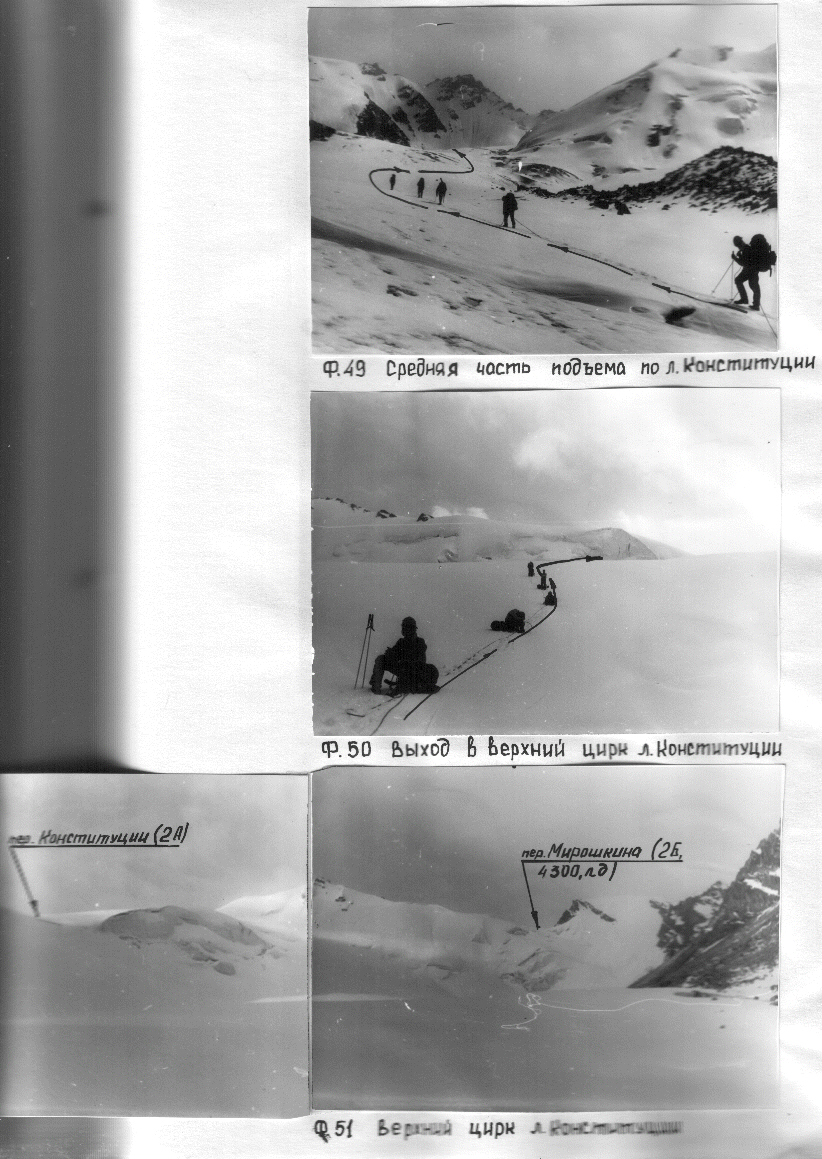 Ф.49 Средняя часть подъема по л. Конституции
Ф.50 Выход в верхний цирк л. Конституции
пер. Конституции (2А)
пер. Мирошкина (2Б,
4300, лд)
Ф.51 Верхний цирк л. Конституции